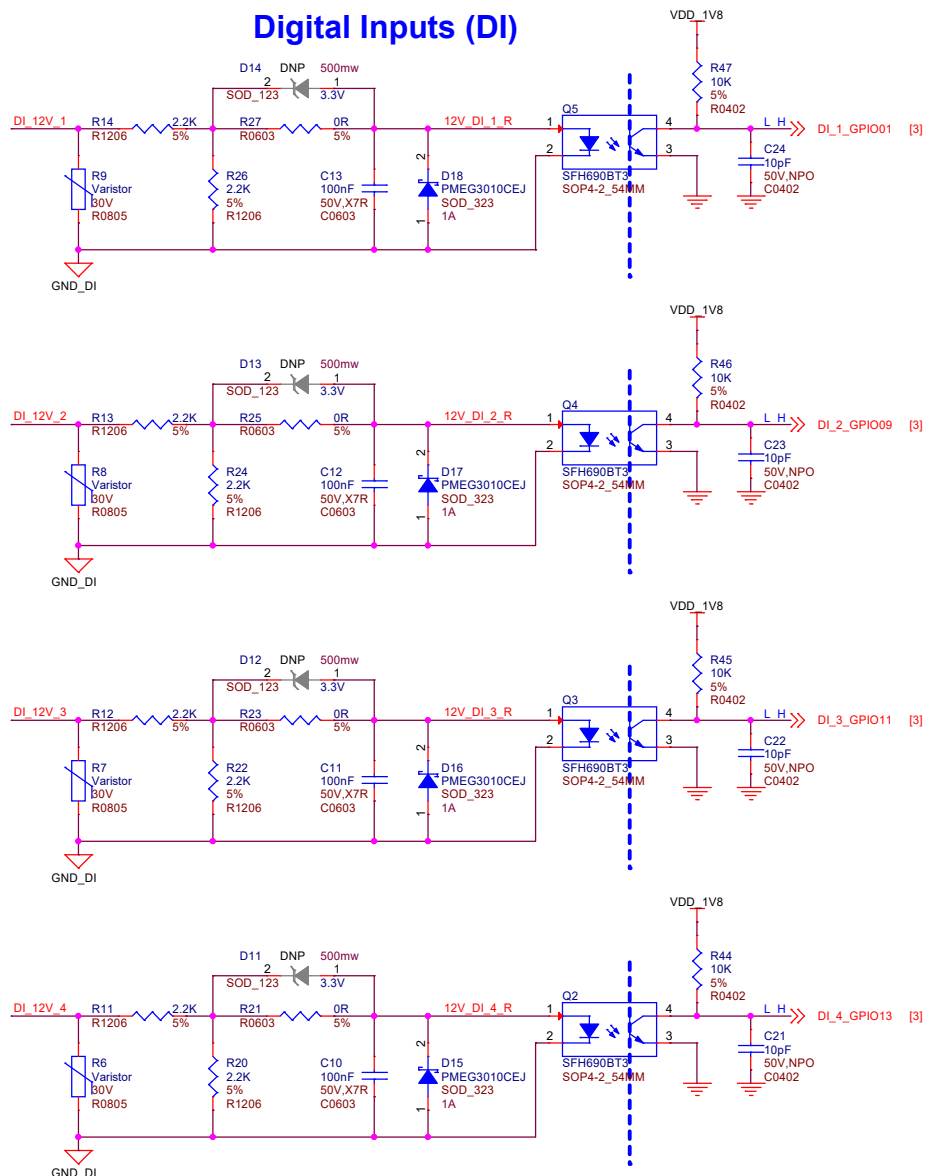 Digital Inputs (DI)
VDD_1V8
D14 DNP 500mw
2 1
SOD_123 3.3V
R47
10K
5%
R0402
DI_12V_1
R14 2.2K
R1206 5%
R27 0R
R0603 5%
12V_DI_1_R
Q5
1 4
2 3
SFH690BT3
SOP4-2_54MM
L H
DI_1_GPIO01 [3]
R9
Varistor
30V
R0805
R26
2.2K
5%
R1206
C13
100nF
50V,X7R
C0603
2
D18
PMEG3010CEJ
SOD_323
1
1A
C24
10pF
50V,NPO
C0402
GND_DI
VDD_1V8
D13 DNP 500mw
2 1
SOD_123 3.3V
R46
10K
5%
R0402
DI_12V_2
R13 2.2K
R1206 5%
R25 0R
R0603 5%
12V_DI_2_R
Q4
1 4
2 3
SFH690BT3
SOP4-2_54MM
L H
DI_2_GPIO09 [3]
R8
Varistor
30V
R0805
R24
2.2K
5%
R1206
C12
100nF
50V,X7R
C0603
2
D17
PMEG3010CEJ
SOD_323
1
1A
C23
10pF
50V,NPO
C0402
GND_DI
VDD_1V8
D12 DNP 500mw
2 1
SOD_123 3.3V
R45
10K
5%
R0402
DI_12V_3
R12 2.2K
R1206 5%
R23 0R
R0603 5%
12V_DI_3_R
Q3
1 4
2 3
SFH690BT3
SOP4-2_54MM
L H
DI_3_GPIO11 [3]
R7
Varistor
30V
R0805
R22
2.2K
5%
R1206
C11
100nF
50V,X7R
C0603
2
D16
PMEG3010CEJ
SOD_323
1
1A
C22
10pF
50V,NPO
C0402
GND_DI
VDD_1V8
D11 DNP 500mw
2 1
SOD_123 3.3V
R44
10K
5%
R0402
DI_12V_4
R11 2.2K
R1206 5%
R21 0R
R0603 5%
12V_DI_4_R
Q2
1 4
2 3
SFH690BT3
SOP4-2_54MM
L H
DI_4_GPIO13 [3]
R6
Varistor
30V
R0805
R20
2.2K
5%
R1206
C10
100nF
50V,X7R
C0603
2
D15
PMEG3010CEJ
SOD_323
1
1A
C21
10pF
50V,NPO
C0402
GND_DI